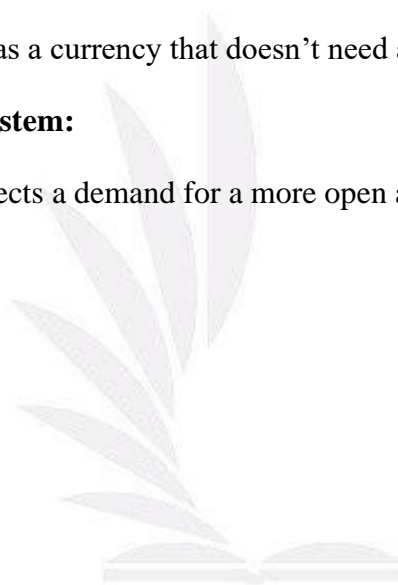 as a currency that doesn’t need a
stem:
ects a demand for a more open a